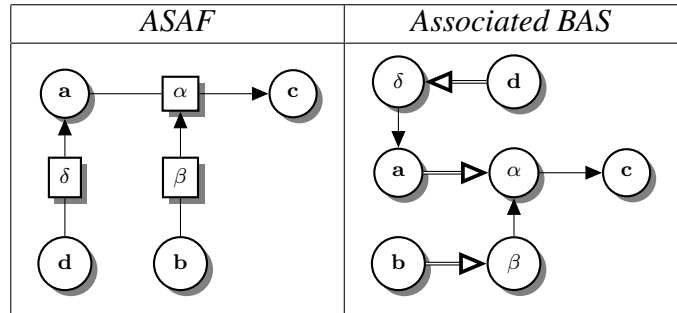 ASAF Associated BAS
a α c δ d
δ β a α c
d b b β